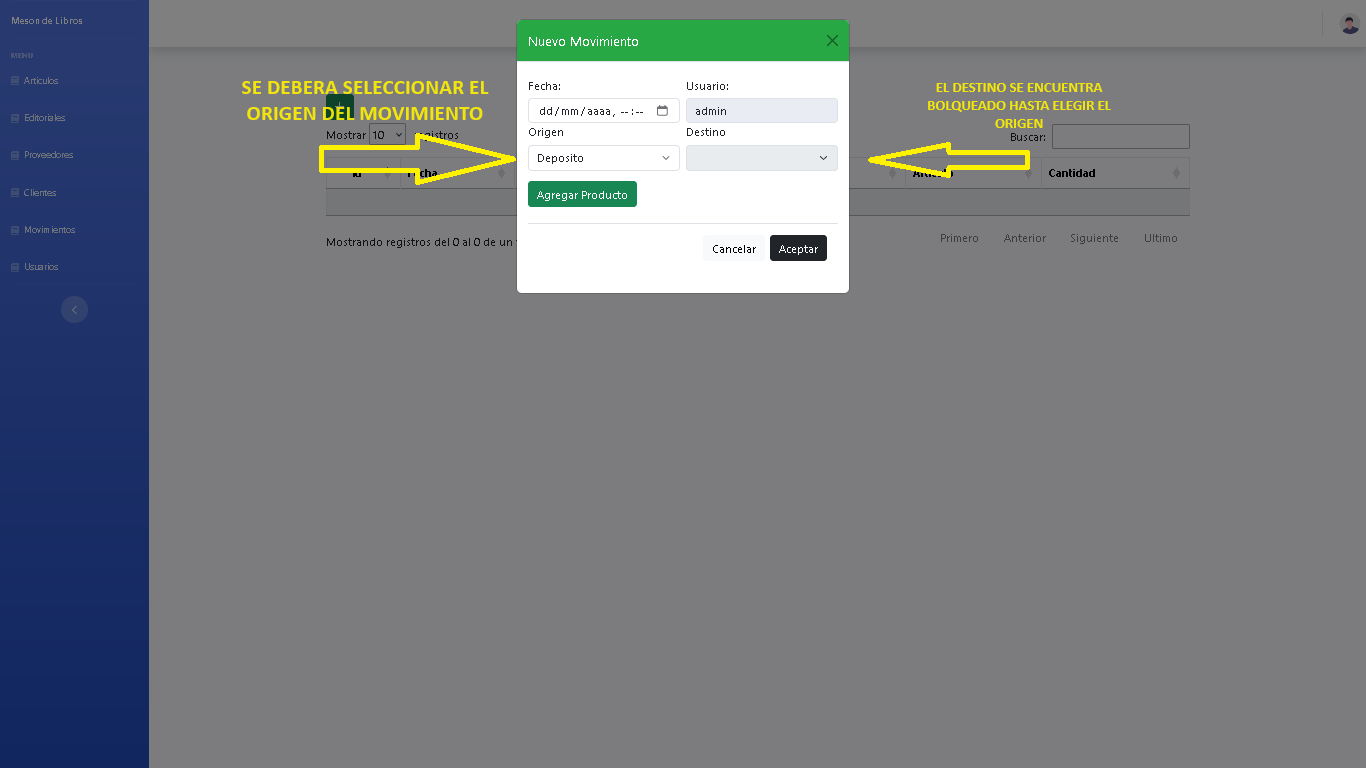 Meson de Libros
MENU
Articulos
Editoriales
Proveedores
Clientes
Movimientos
Usuarios
SE DEBERA SELECCIONAR EL
ORIGEN DEL MOVIMIENTO
Mostrar 10 registros
Id Fecha
Mostrando registros del 0 al 0 de un
Nuevo Movimiento
Fecha: Usuario:
dd/mm/aaaa, --:-- admin
Origen Destino
Deposito
Agregar Producto
Cancelar Aceptar
EL DESTINO SE ENCUENTRA
BOLQUEADO HASTA ELEGIR EL
ORIGEN
Buscar:
Articulo Cantidad
Primero Anterior Siguiente Ultimo